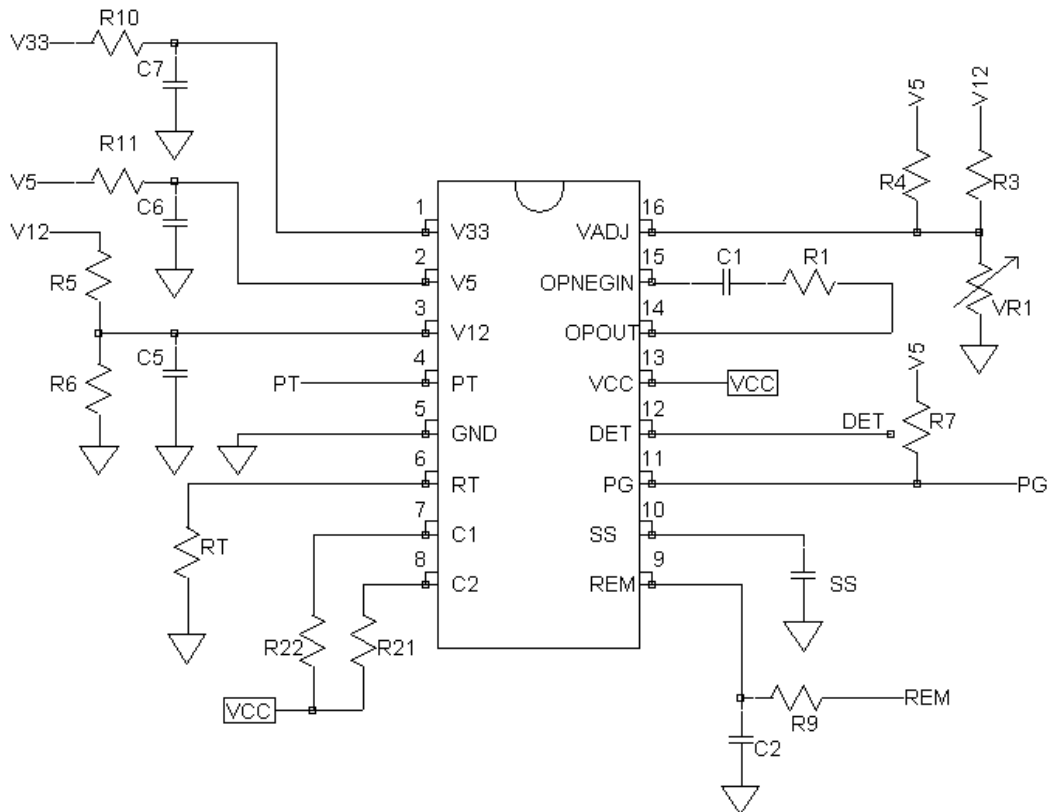 R10
V33
C7
R11
V5
C6
V12
R5
R6
C5
PT
RT
R22
R21
VCC
1
V33
2
V5
3
V12
4
PT
5
GND
6
RT
7
C1
8
C2
16
VADJ
15
OPNEGIN
14
OPOUT
13
VCC
12
DET
11
PG
10
SS
9
REM
V5
V12
R4
R3
C1
R1
VR1
VCC
V5
DET
R7
PG
SS
REM
R9
C2